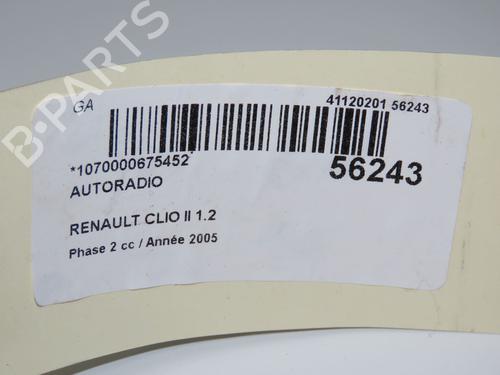 GA
41120201 56243
*1070000675452*
56243
AUTORADIO
RENAULT CLIO II 1.2
Phase 2 cc / Année 2005
B-PARTS